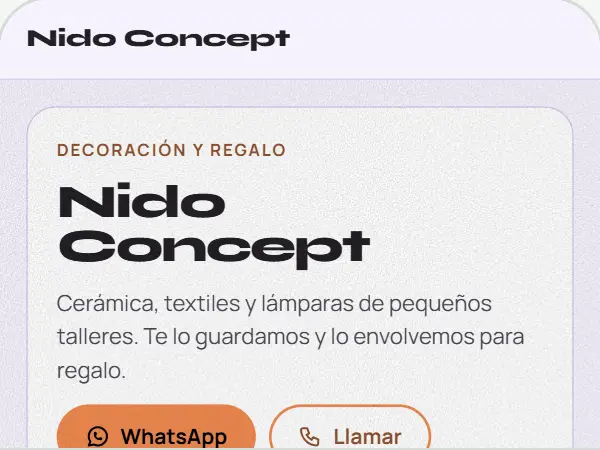 Nido Concept
DECORACIÓN Y REGALO
Nido
Concept
Cerámica, textiles y lámparas de pequeños
talleres. Te lo guardamos y lo envolvemos para
regalo.
WhatsApp
Llamar